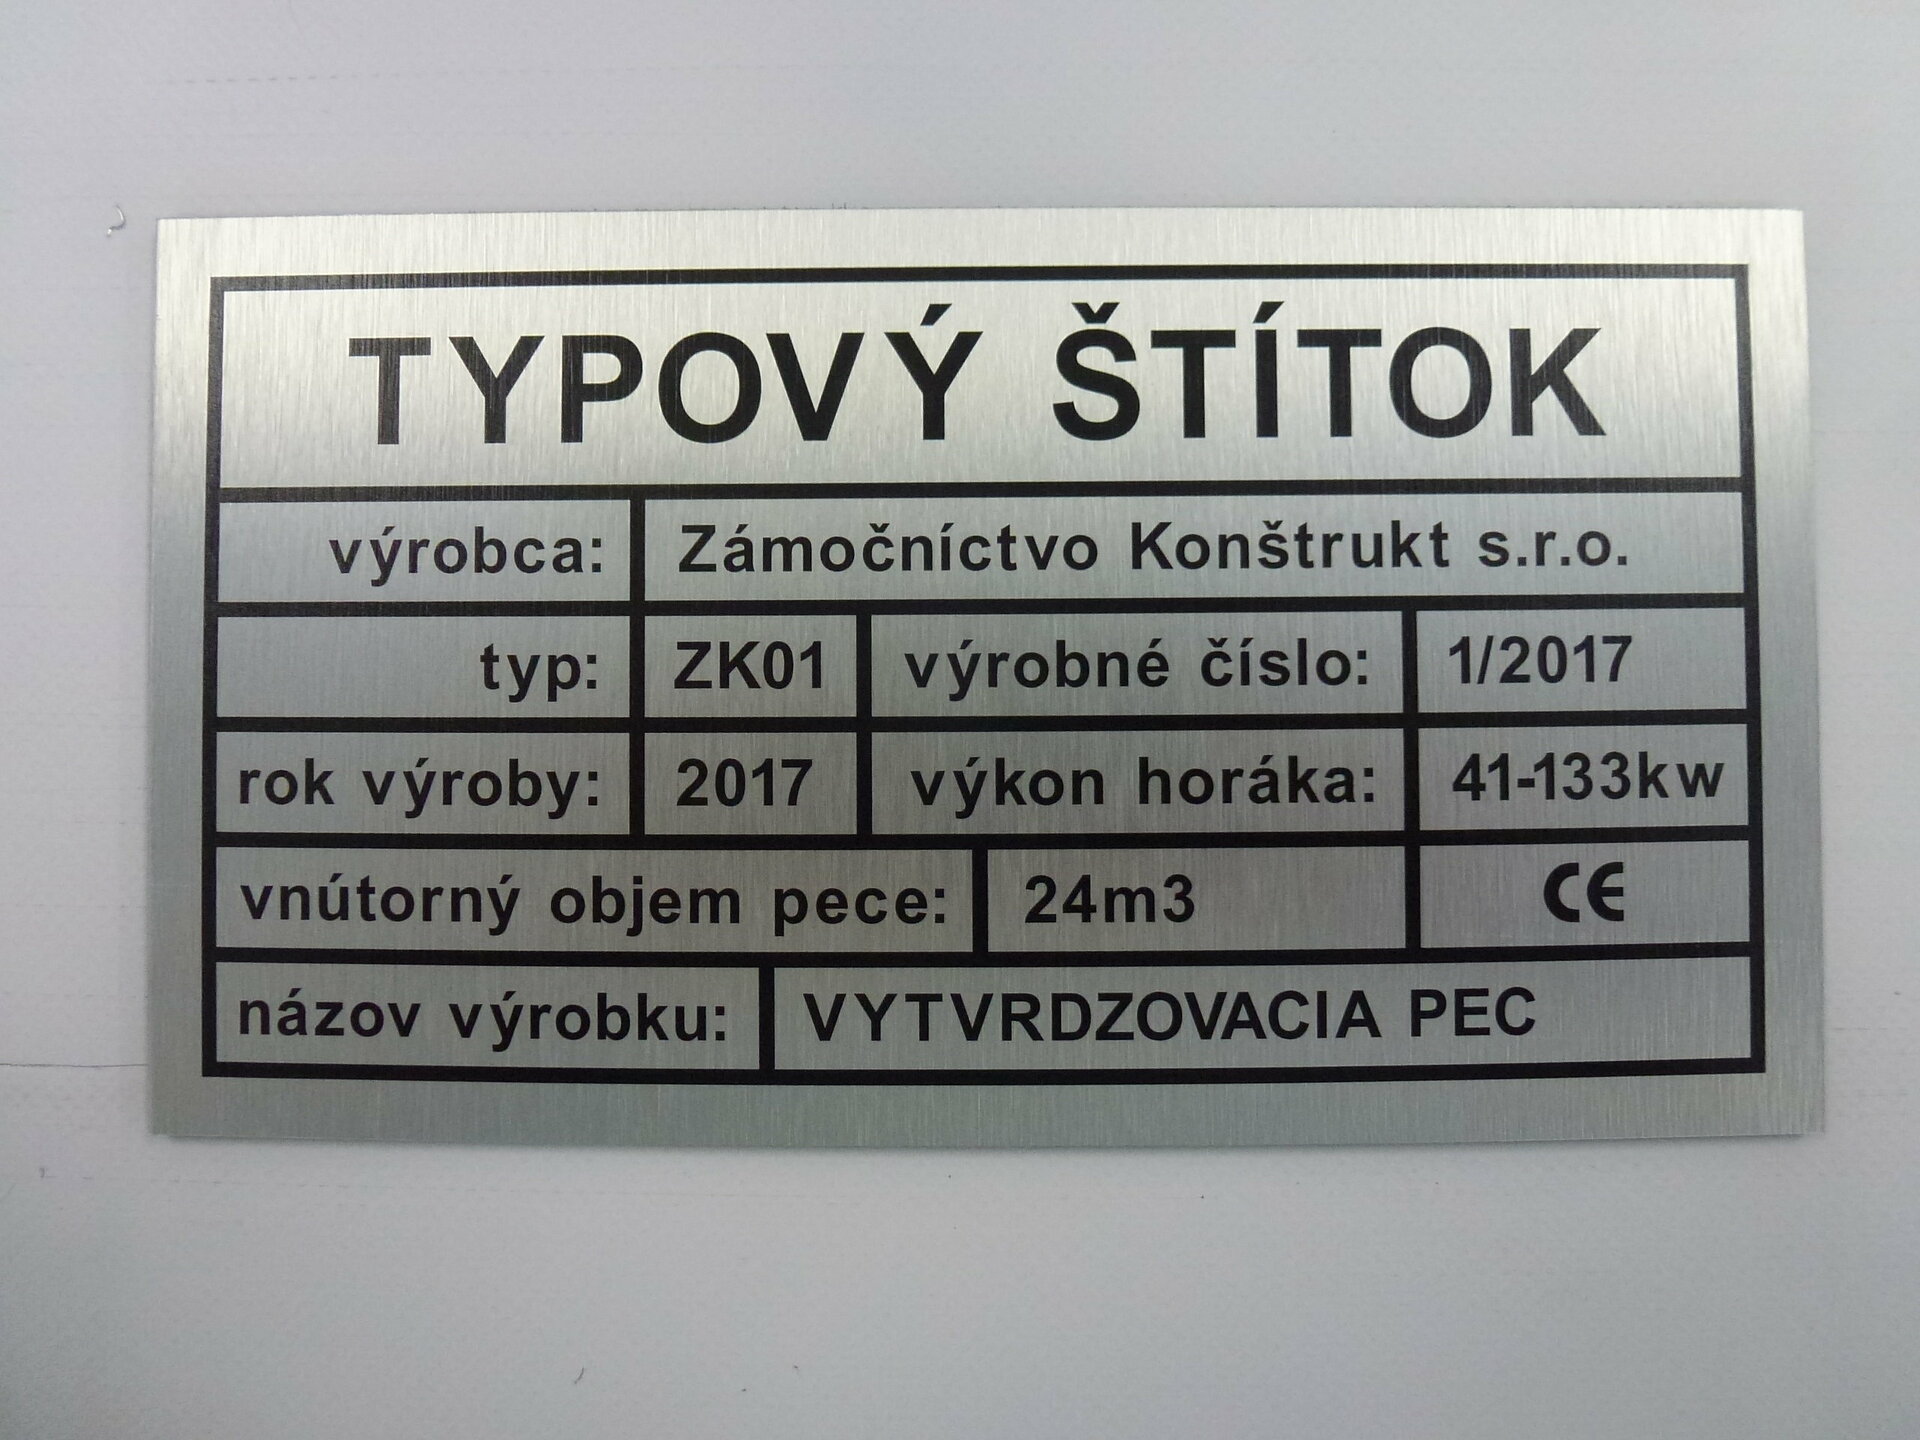 TYPOVÝ ŠTÍTOK
výrobca: Zámočníctvo Konštrukt s.r.o.
typ: ZK01 výrobné číslo: 1/2017
rok výroby: 2017 výkon horáka: 41-133kw
vnútorný objem pece: 24m3 CE
názov výrobku: VYTVRDZOVACIA PEC